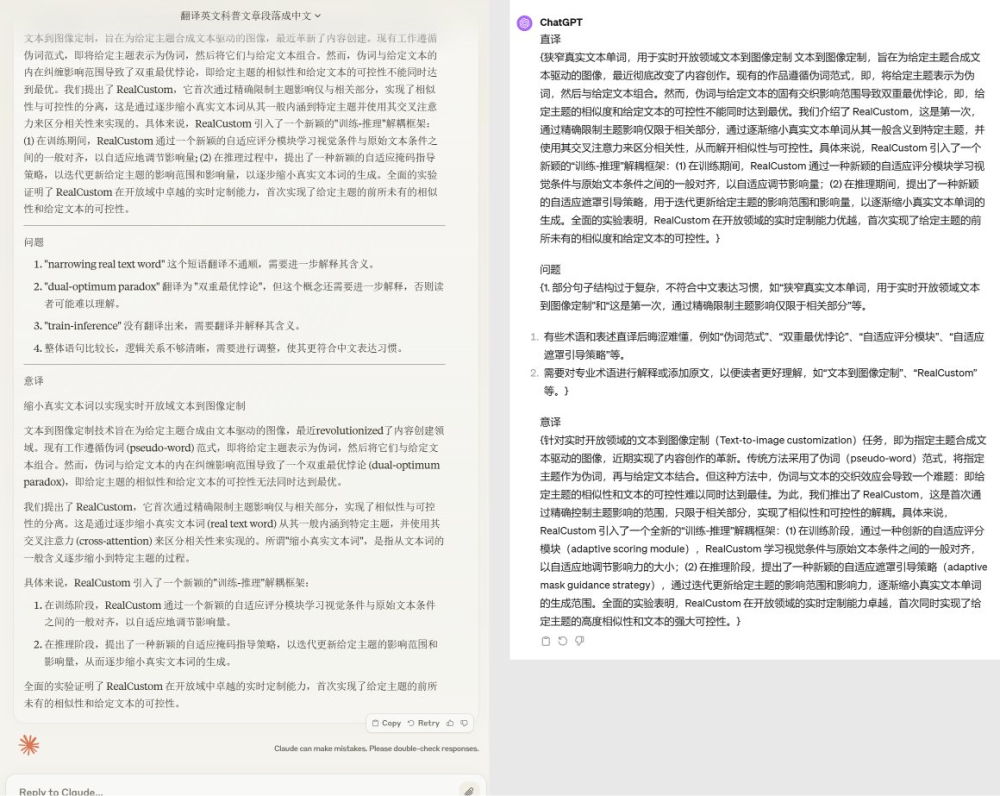 翻译英文科普文章段落成中文
文本到图像定制，旨在为给定主题合成文本驱动的图像，最近革新了内容创建。现有工作遵循
伪词范式，即将给定主题表示为伪词，然后将它们与给定文本组合。然而，伪词与给定文本的
内在纠缠影响范围导致了双重最优悖论，即给定主题的相似性和给定文本的可控性不能同时达
到最优。我们提出了 RealCustom，它首次通过精确限制主题影响仅与相关部分，实现了相似
性与可控性的分离，这是通过逐步缩小真实文本词从其一般内涵到特定主题并使用其交叉注意
力来区分相关性来实现的。具体来说，RealCustom 引入了一个新颖的"训练-推理"解耦框架：
(1) 在训练期间，RealCustom 通过一个新颖的自适应评分模块学习视觉条件与原始文本条件之
间的一般对齐，以自适应地调节影响量；(2) 在推理过程中，提出了一种新颖的自适应掩码指导
策略，以迭代更新给定主题的影响范围和影响量，以逐步缩小真实文本词的生成。全面的实验
证明了 RealCustom 在开放域中卓越的实时定制能力，首次实现了给定主题的前所未有的相似
性和给定文本的可控性。
问题
1. "narrowing real text word" 这个短语翻译不通顺，需要进一步解释其含义。
2. "dual-optimum paradox" 翻译为 "双重最优悖论"，但这个概念还需要进一步解释，否则读
者可能难以理解。
3. "train-inference" 没有翻译出来，需要翻译并解释其含义。
4. 整体语句比较长，逻辑关系不够清晰，需要进行调整，使其更符合中文表达习惯。
意译
缩小真实文本词以实现实时开放域文本到图像定制
文本到图像定制技术旨在为给定主题合成由文本驱动的图像，最近revolutionized了内容创建领
域。现有工作遵循伪词 (pseudo-word) 范式，即将给定主题表示为伪词，然后将它们与给定文
本组合。然而，伪词与给定文本的内在纠缠影响范围导致了一个双重最优悖论 (dual-optimum
paradox)，即给定主题的相似性和给定文本的可控性无法同时达到最优。
我们提出了 RealCustom，它首次通过精确限制主题影响仅与相关部分，实现了相似性与可控性
的分离。这是通过逐步缩小真实文本词 (real text word) 从其一般内涵到特定主题，并使用其
交叉注意力 (cross-attention) 来区分相关性来实现的。所谓"缩小真实文本词"，是指从文本词的
一般含义逐步缩小到特定主题的过程。
具体来说，RealCustom 引入了一个新颖的"训练-推理"解耦框架：
1. 在训练阶段，RealCustom 通过一个新颖的自适应评分模块学习视觉条件与原始文本条件
之间的一般对齐，以自适应地调节影响量。
2. 在推理阶段，提出了一种新颖的自适应掩码指导策略，以迭代更新给定主题的影响范围和
影响量，从而逐步缩小真实文本词的生成。
全面的实验证明了 RealCustom 在开放域中卓越的实时定制能力，首次实现了给定主题的前所
未有的相似性和给定文本的可控性。
Copy Retry
Claude can make mistakes. Please double-check responses.
Reply to Claude...
ChatGPT
直译
{狭窄真实文本单词，用于实时开放领域文本到图像定制 文本到图像定制，旨在为给定主题合成文
本驱动的图像，最近彻底改变了内容创作。现有的作品遵循伪词范式，即，将给定主题表示为伪
词，然后与给定文本组合。然而，伪词与给定文本的固有交织影响范围导致双重最优悖论，即，给
定主题的相似度和给定文本的可控性不能同时达到最优。我们介绍了 RealCustom，这是第一次，
通过精确限制主题影响仅限于相关部分，通过逐渐缩小真实文本单词从其一般含义到特定主题，并
使用其交叉注意力来区分相关性，从而解开相似性与可控性。具体来说，RealCustom 引入了一个
新颖的“训练-推理”解耦框架：(1) 在训练期间，RealCustom 通过一种新颖的自适应评分模块学习视
觉条件与原始文本条件之间的一般对齐，以自适应调节影响量；(2) 在推理期间，提出了一种新颖
的自适应遮罩引导策略，用于迭代更新给定主题的影响范围和影响量，以逐渐缩小真实文本单词的
生成。全面的实验表明，RealCustom 在开放领域的实时定制能力优越，首次实现了给定主题的前
所未有的相似度和给定文本的可控性。}
问题
{1. 部分句子结构过于复杂，不符合中文表达习惯，如“狭窄真实文本单词，用于实时开放领域文本
到图像定制”和“这是第一次，通过精确限制主题影响仅限于相关部分”等。
1. 有些术语和表述直译后晦涩难懂，例如“伪词范式”、“双重最优悖论”、“自适应评分模块”、“自适应
遮罩引导策略”等。
2. 需要对专业术语进行解释或添加原文，以便读者更好理解，如“文本到图像定制”、“RealCustom”
等。}
意译
{针对实时开放领域的文本到图像定制（Text-to-image customization）任务，即为指定主题合成文
本驱动的图像，近期实现了内容创作的革新。传统方法采用了伪词（pseudo-word）范式，将指
定主题作为伪词，再与给定文本结合。但这种方法中，伪词与文本的交织效应会导致一个难题：即给
定主题的相似性和文本的可控性难以同时达到最佳。为此，我们推出了 RealCustom，这是首次通
过精确控制主题影响的范围，只限于相关部分，实现了相似性和可控性的解耦。具体来说，
RealCustom 引入了一个全新的“训练-推理”解耦框架：(1) 在训练阶段，通过一种创新的自适应评分
模块（adaptive scoring module），RealCustom 学习视觉条件与原始文本条件之间的一般对齐，
以自适应地调节影响力的大小；(2) 在推理阶段，提出了一种新颖的自适应遮罩引导策略（adaptive
mask guidance strategy），通过迭代更新给定主题的影响范围和影响力，逐渐缩小真实文本单词
的生成范围。全面的实验表明，RealCustom 在开放领域的实时定制能力卓越，首次同时实现了给
定主题的高度相似性和文本的强大可控性。}